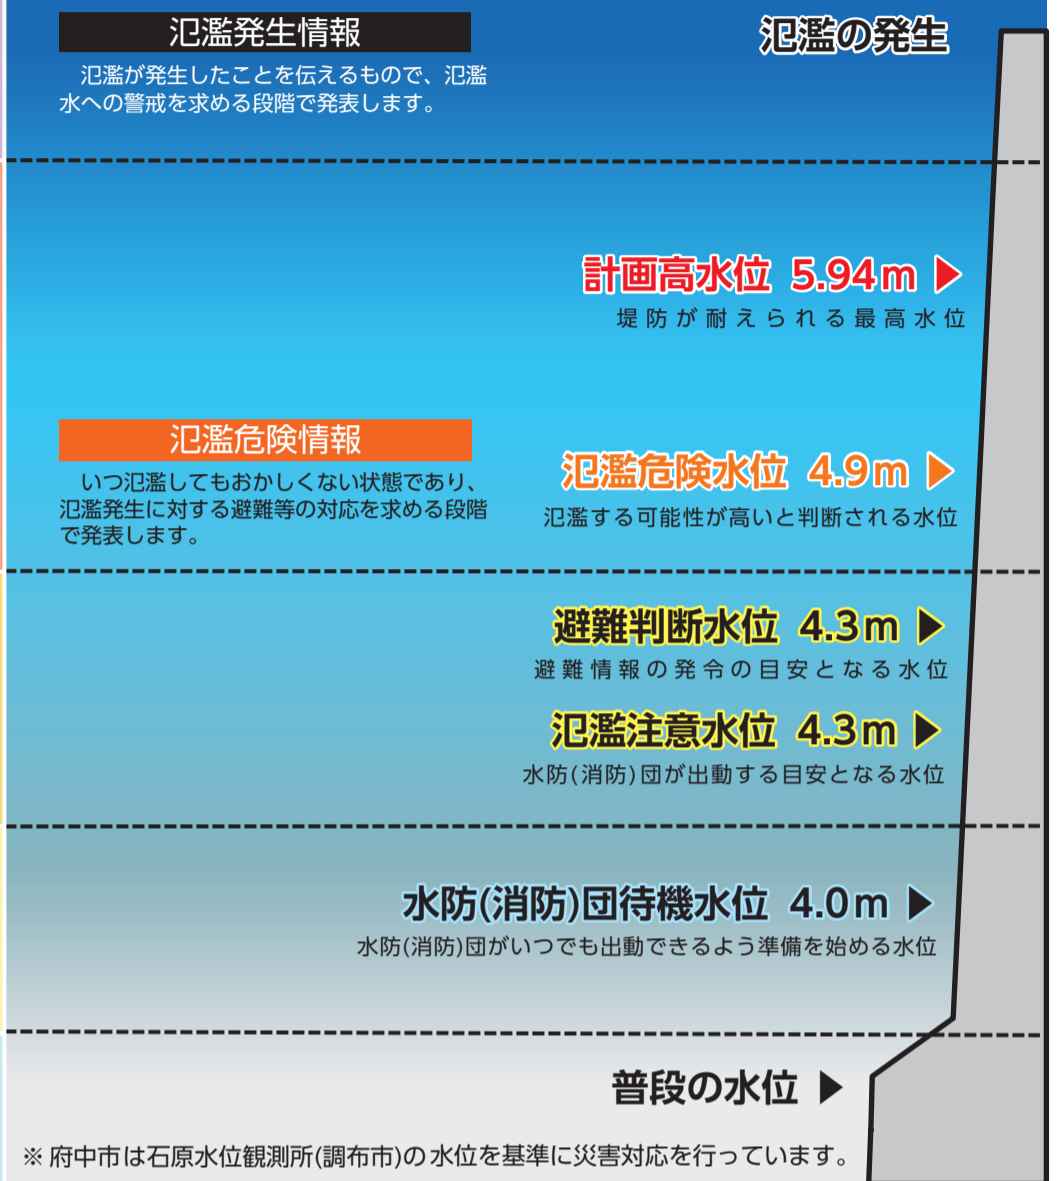 氾濫発生情報
氾濫が発生したことを伝えるもので、氾濫
水への警戒を求める段階で発表します。
氾濫の発生
計画高水位 5.94m ▶
堤防が耐えられる最高水位
氾濫危険情報
いつ氾濫してもおかしくない状態であり、
氾濫発生に対する避難等の対応を求める段階
で発表します。
氾濫危険水位 4.9m ▶
氾濫する可能性が高いと判断される水位
避難判断水位 4.3m ▶
避難情報の発令の目安となる水位
氾濫注意水位 4.3m ▶
水防(消防)団が出動する目安となる水位
水防(消防)団待機水位 4.0m ▶
水防(消防)団がいつでも出動できるよう準備を始める水位
普段の水位 ▶
※府中市は石原水位観測所(調布市)の水位を基準に災害対応を行っています。